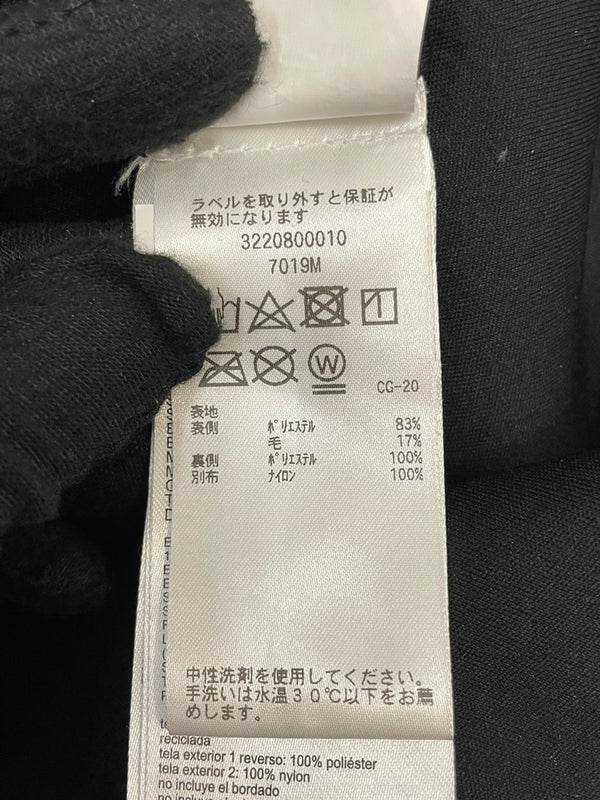 ラベルを取り外すと保証が
無効になります
3220800010
7019M
W
CG-20
表地
表側 ﾎﾟﾘｴｽﾃﾙ 83%
毛 17%
裏側 ﾎﾟﾘｴｽﾃﾙ 100%
別布 ﾅｲﾛﾝ 100%
中性洗剤を使用してください。
手洗いは水温30℃以下をお薦
めします。
reciclada
tela exterior 1 reverso: 100% poliéster
tela exterior 2: 100% nylon
no incluye el bordado